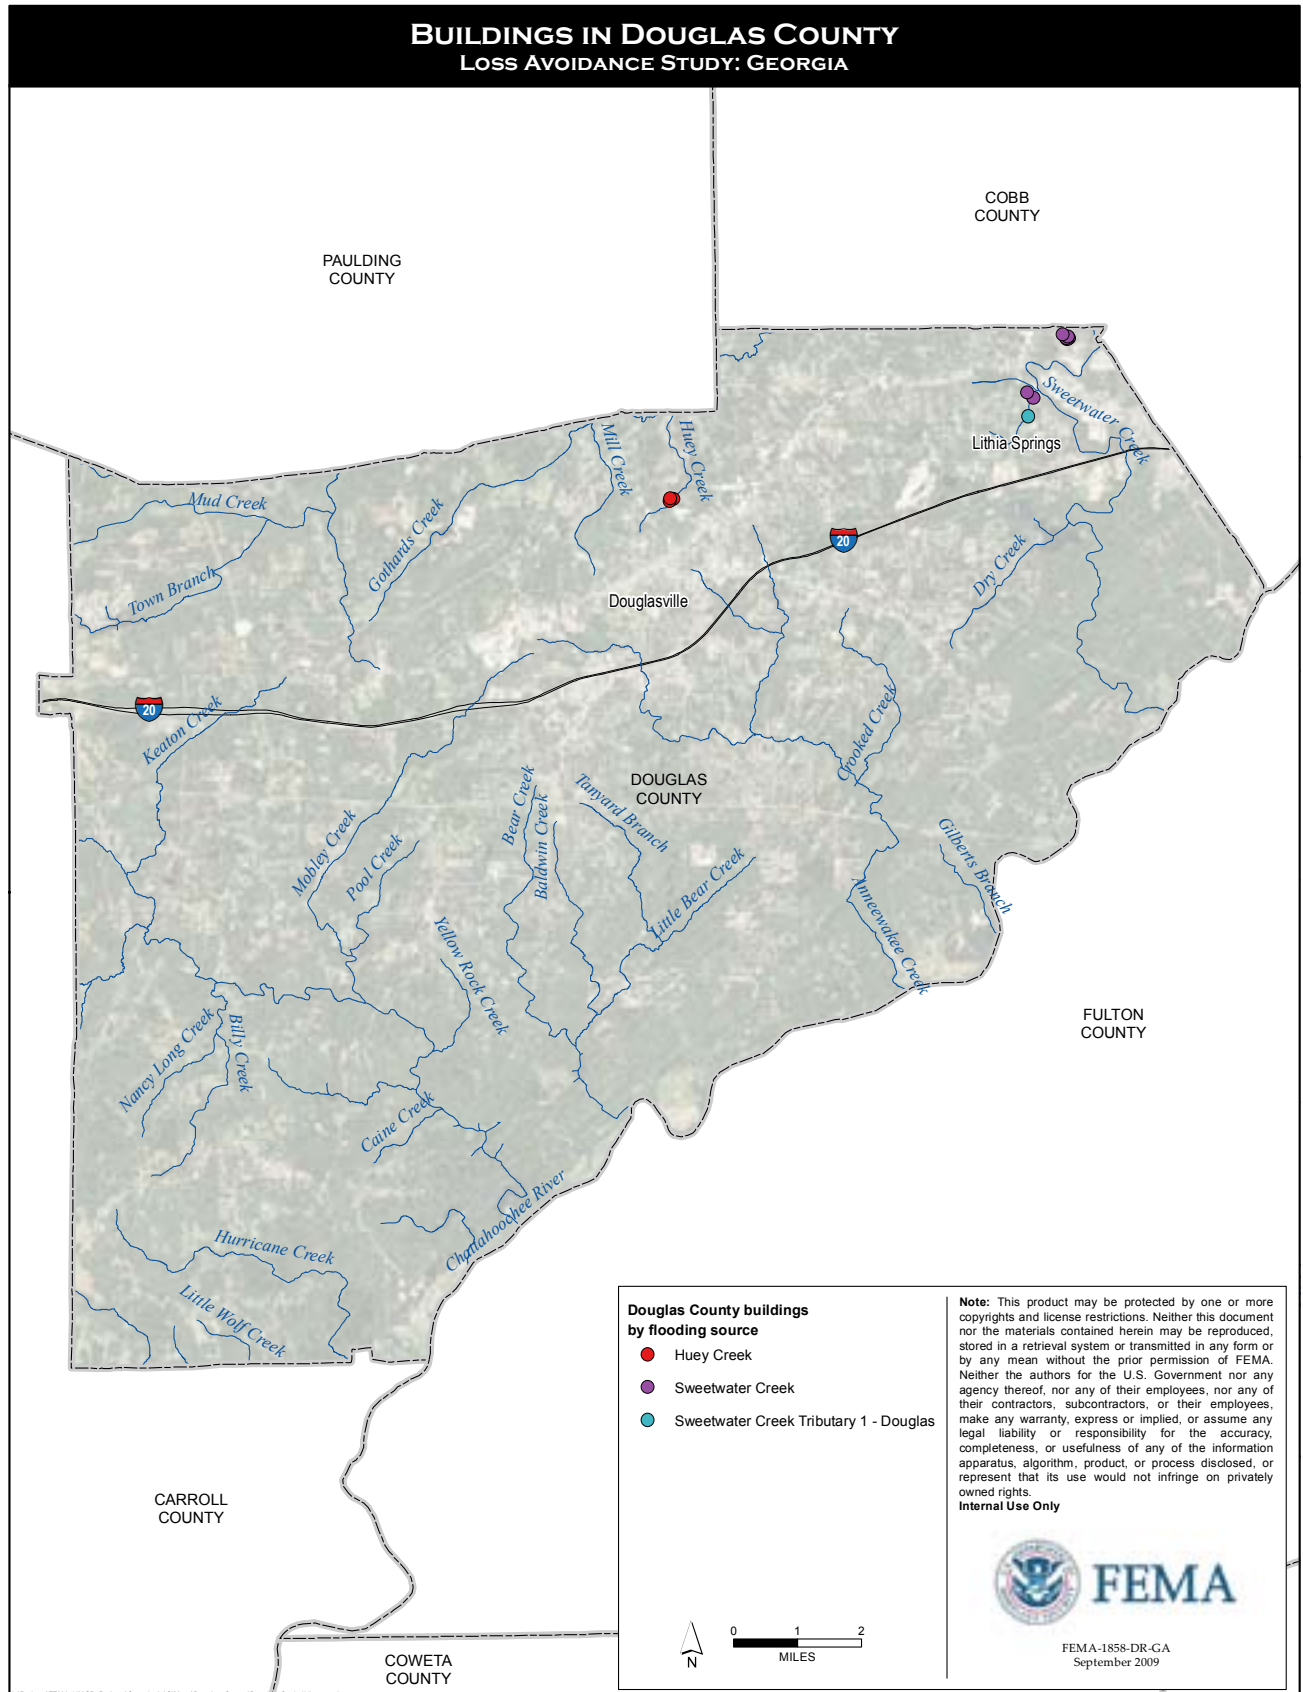 BUILDINGS IN DOUGLAS COUNTY
LOSS AVOIDANCE STUDY: GEORGIA
COBB
COUNTY
PAULDING
COUNTY
Sweetwater Creek
Lithia Springs
Mill Creek
Huey Creek
Mud Creek
Gothards Creek
20
Dry Creek
Town Branch
Douglasville
20
Keaton Creek
Crooked Creek
DOUGLAS
COUNTY
Bear Creek
Tanyard Branch
Baldwin Creek
Mobley Creek
Pool Creek
Gilberts Branch
Little Bear Creek
Anneewakee Creek
Yellow Rock Creek
FULTON
COUNTY
Nancy Long Creek
Billy Creek
Caine Creek
Chattahoochee River
Hurricane Creek
Little Wolf Creek
CARROLL
COUNTY
COWETA
COUNTY
Douglas County buildings
by flooding source
Huey Creek
Sweetwater Creek
Sweetwater Creek Tributary 1 - Douglas
N
0 1 2
MILES
Note: This product may be protected by one or more
copyrights and license restrictions. Neither this document
nor the materials contained herein may be reproduced,
stored in a retrieval system or transmitted in any form or
by any mean without the prior permission of FEMA.
Neither the authors for the U.S. Government nor any
agency thereof, nor any of their employees, nor any of
their contractors, subcontractors, or their employees,
make any warranty, express or implied, or assume any
legal liability or responsibility for the accuracy,
completeness, or usefulness of any of the information
apparatus, algorithm, product, or process disclosed, or
represent that its use would not infringe on privately
owned rights.
Internal Use Only
FEMA
FEMA-1858-DR-GA
September 2009